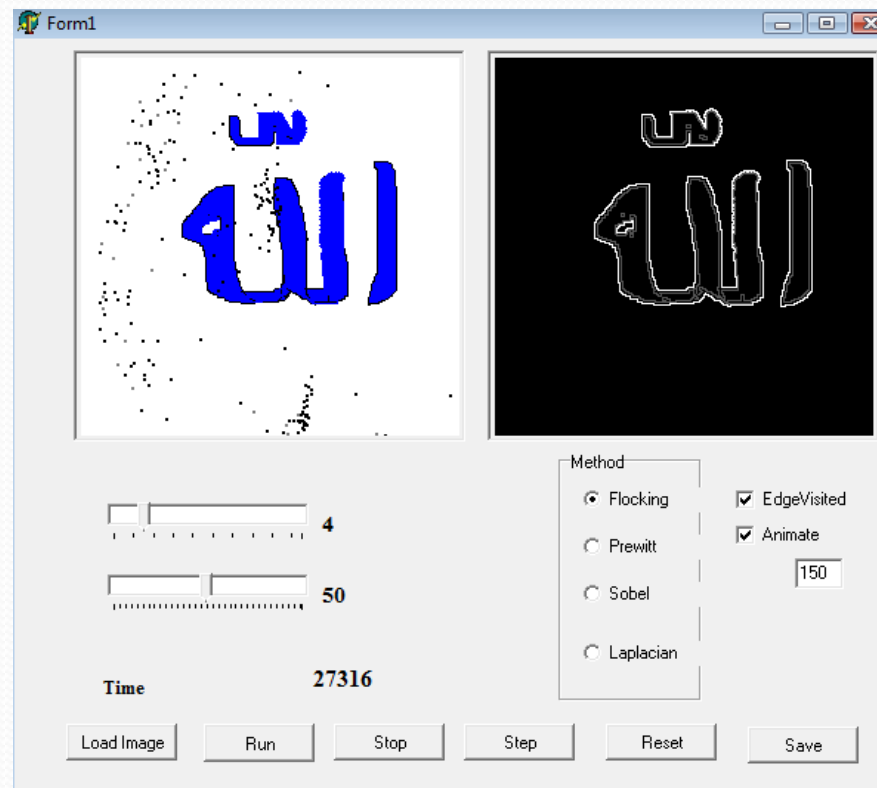 Form1
الله
Method
Flocking
Prewitt
Sobel
Laplacian
EdgeVisited
Animate
150
4
50
Time 27316
Load Image Run Stop Step Reset Save